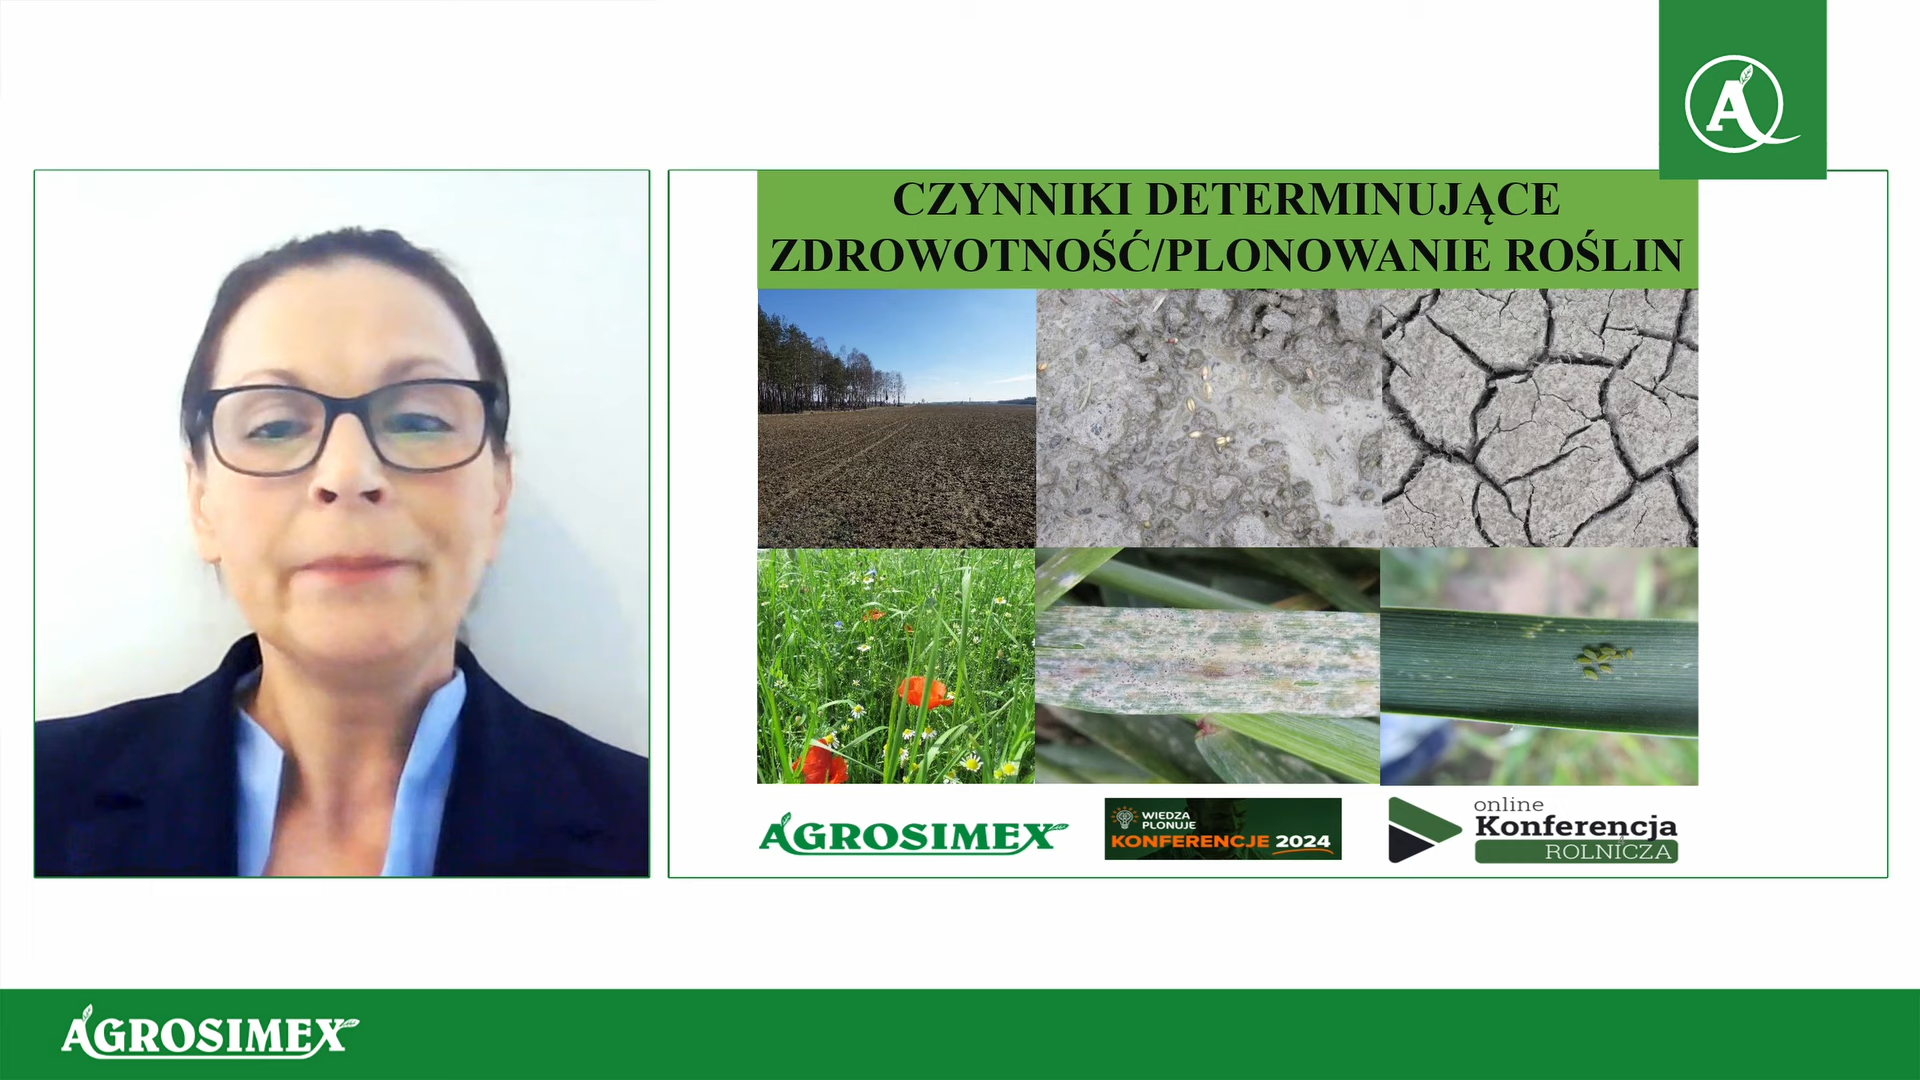 A
CZYNNIKI DETERMINUJĄCE
ZDROWOTNOŚĆ/PLONOWANIE ROŚLIN
AGROSIMEX
WIEDZA
PLONUJE
KONFERENCJE 2024
online
Konferencja
ROLNICZA
AGROSIMEX